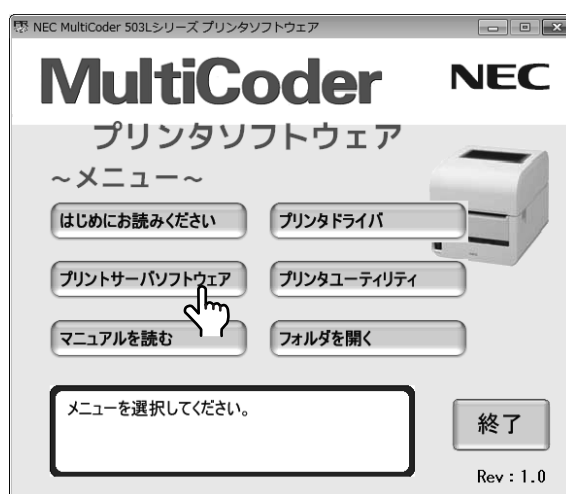 NEC MultiCoder 503Lシリーズ プリンタソフトウェア
MultiCoder NEC
プリンタソフトウェア
～メニュー～
はじめにお読みください プリンタドライバ
プリントサーバソフトウェア プリンタユーティリティ
マニュアルを読む フォルダを開く
メニューを選択してください。
終了
Rev：1.0